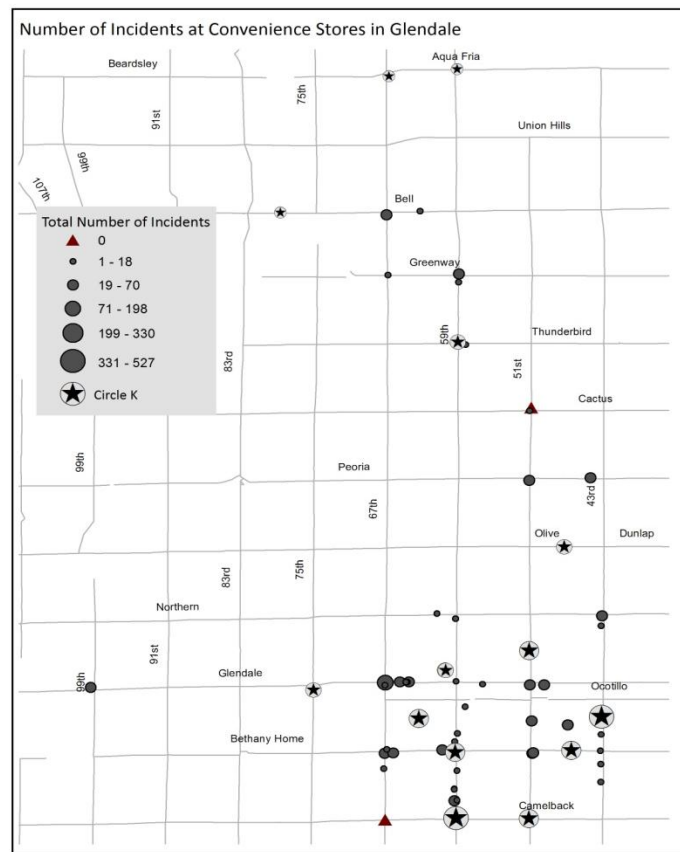 Number of Incidents at Convenience Stores in Glendale
Beardsley
Aqua Fria
75th
91st
Union Hills
99th
107th
Bell
Total Number of Incidents
0
1 - 18
19 - 70
71 - 198
199 - 330
331 - 527
Circle K
Greenway
59th
Thunderbird
83rd
51st
Cactus
99th
Peoria
67th
43rd
Olive
Dunlap
83rd
75th
Northern
91st
99th
Glendale
Ocotillo
Bethany Home
Camelback